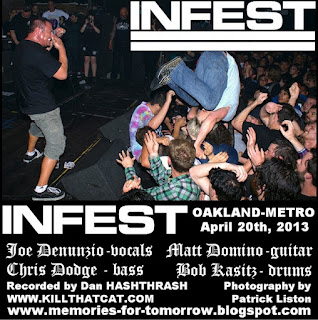 INFEST
INFEST OAKLAND-METRO
April 20th, 2013
Joe Denunzio - vocals Matt Domino - guitar
Chris Dodge - bass Bob Kasitz - drums
Recorded by Dan HASHTHRASH Photography by
WWW.KILLTHATCAT.COM Patrick Liston
www.memories-for-tomorrow.blogspot.com